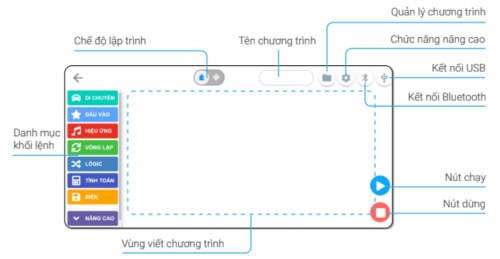 Quản lý chương trình
Chế độ lập trình
Tên chương trình
Chức năng nâng cao
Kết nối USB
Kết nối Bluetooth
DI CHUYỂN
ĐẦU VÀO
HIỆU ỨNG
Danh mục
khối lệnh
VÒNG LẶP
LÔGIC
TÍNH TOÁN
BIẾN
NÂNG CAO
Nút chạy
Nút dừng
Vùng viết chương trình